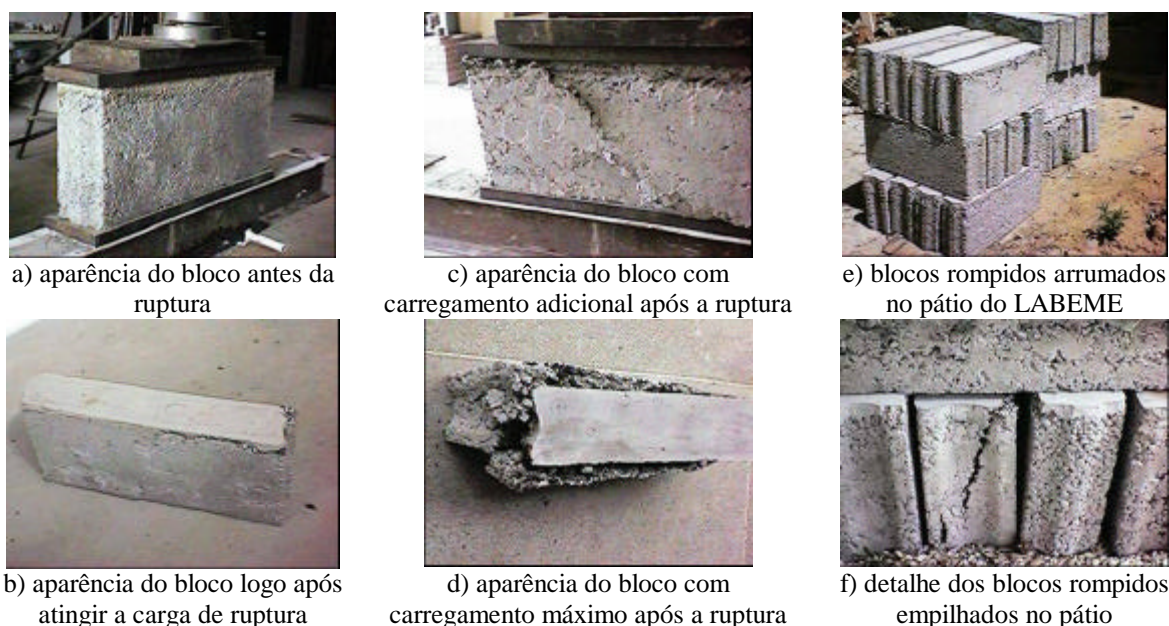 a) aparência do bloco antes da
ruptura
c) aparência do bloco com
carregamento adicional após a ruptura
e) blocos rompidos arrumados
no pátio do LABEME
b) aparência do bloco logo após
atingir a carga de ruptura
d) aparência do bloco com
carregamento máximo após a ruptura
f) detalhe dos blocos rompidos
empilhados no pátio